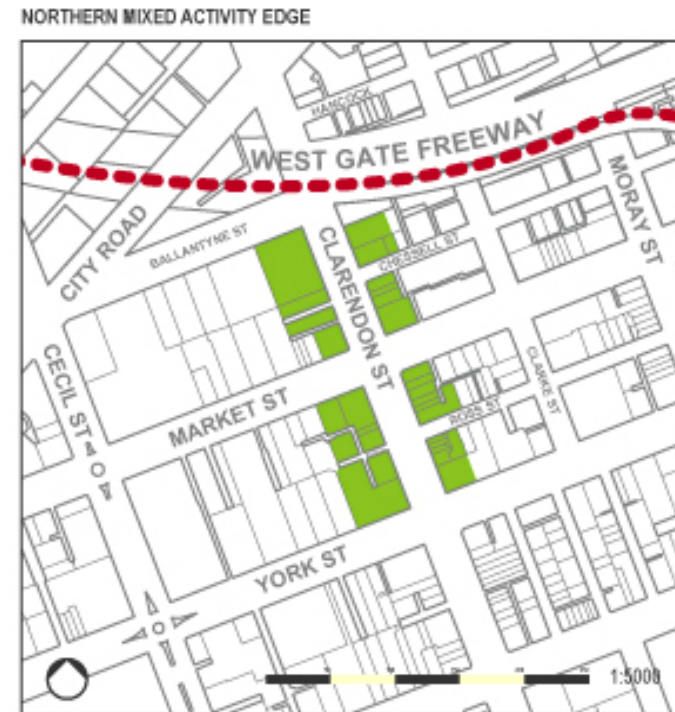 NORTHERN MIXED ACTIVITY EDGE
HANCOCK
WEST GATE FREEWAY
MORAY ST
CITY ROAD
BALLANTYNE ST
CLARENDON ST
CHESSELL ST
CECIL ST
MARKET ST
CLARKE ST
ROSS ST
YORK ST
1:5000